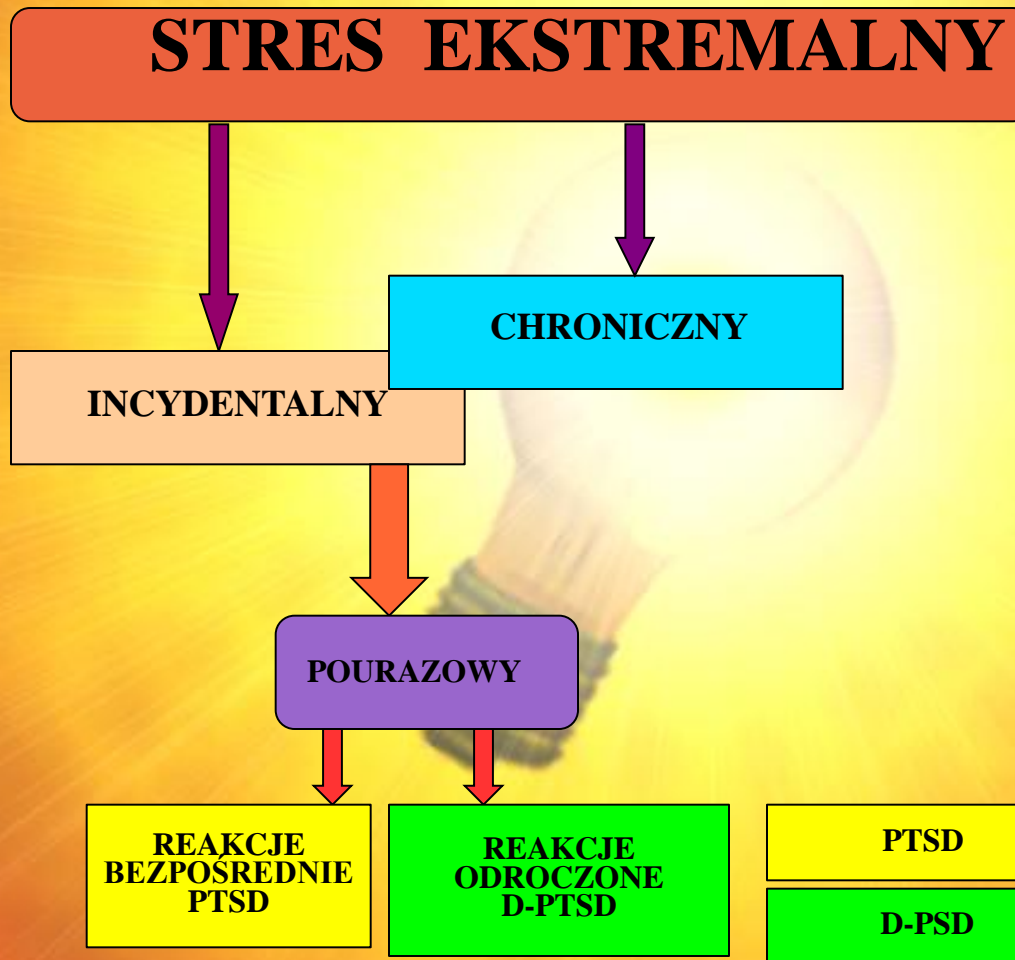 STRES EKSTREMALNY
CHRONICZNY
INCYDENTALNY
POURAZOWY
REAKCJE
BEZPOŚREDNIE
PTSD
REAKCJE
ODROCZONE
D-PTSD
PTSD
D-PSD